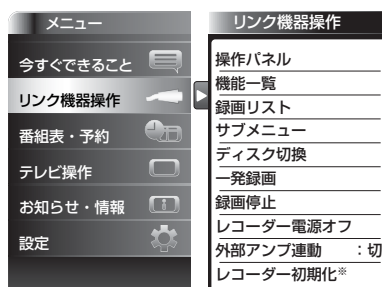 メニュー
今すぐできること
リンク機器操作
番組表・予約
テレビ操作
お知らせ・情報
設定
リンク機器操作
操作パネル
機能一覧
録画リスト
サブメニュー
ディスク切換
一発録画
録画停止
レコーダー電源オフ
外部アンプ連動 ：切
レコーダー初期化※